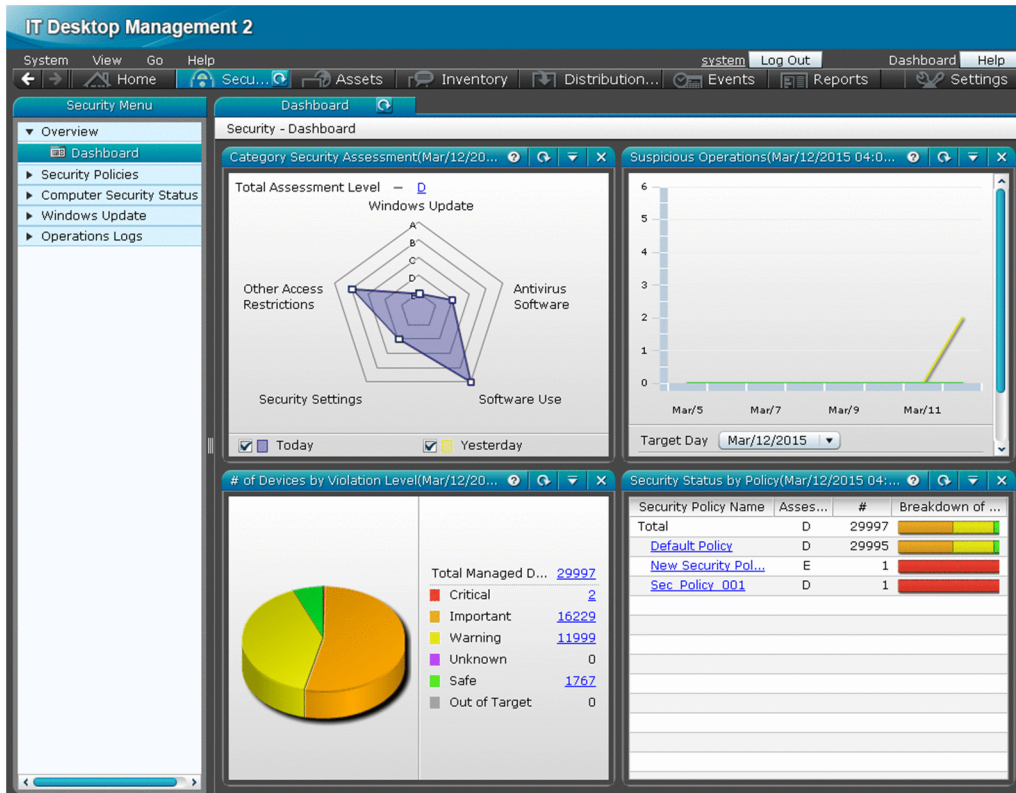 IT Desktop Management 2
System View Go Help system Log Out Dashboard Help
Home Secu... Assets Inventory Distribution... Events Reports Settings
Security Menu
Overview
Dashboard
Security Policies
Computer Security Status
Windows Update
Operations Logs
Dashboard
Security - Dashboard
Category Security Assessment(Mar/12/20...
Total Assessment Level – D
Windows Update
A
B
C
D
Other Access Restrictions
Antivirus Software
Security Settings
Software Use
Today Yesterday
Suspicious Operations(Mar/12/2015 04:0...
6
5
4
3
2
1
0
Mar/5 Mar/7 Mar/9 Mar/11
Target Day Mar/12/2015
# of Devices by Violation Level(Mar/12/20...
Total Managed D... 29997
Critical 2
Important 16229
Warning 11999
Unknown 0
Safe 1767
Out of Target 0
Security Status by Policy(Mar/12/2015 04:...
Security Policy Name Asses... # Breakdown of ...
Total D 29997
Default Policy D 29995
New Security Pol... E 1
Sec_Policy_001 D 1